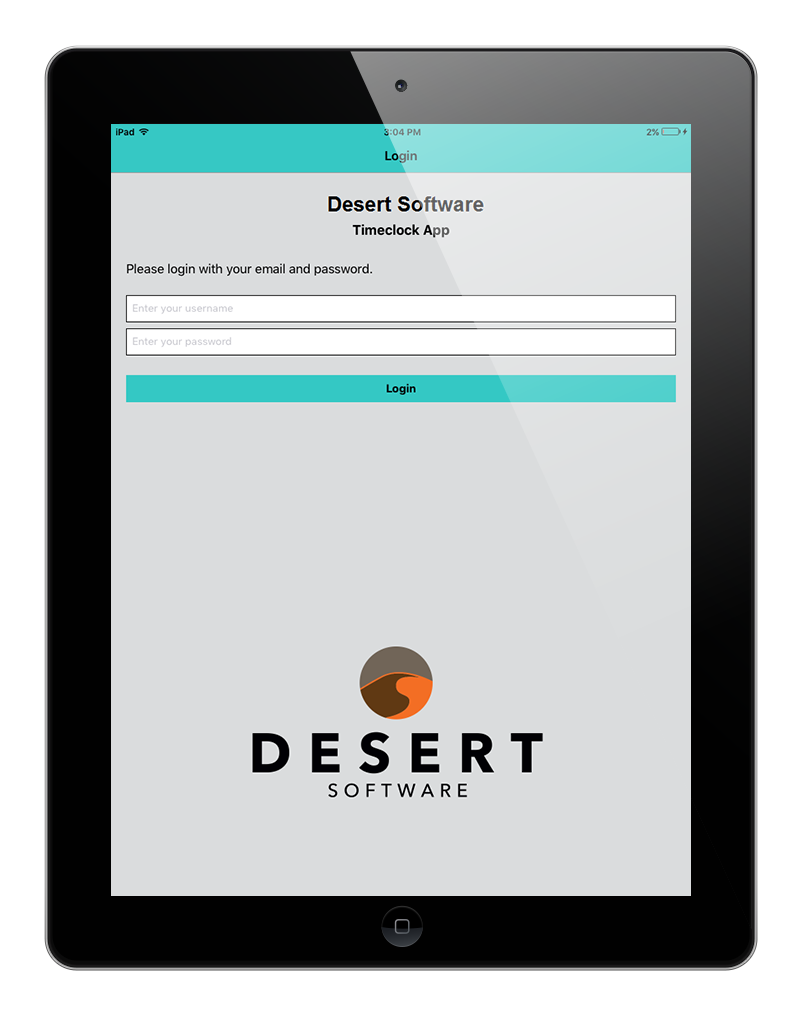 iPad 3:04 PM 2%
Login
Desert Software
Timeclock App
Please login with your email and password.
Enter your username
Enter your password
Login
DESERT
SOFTWARE